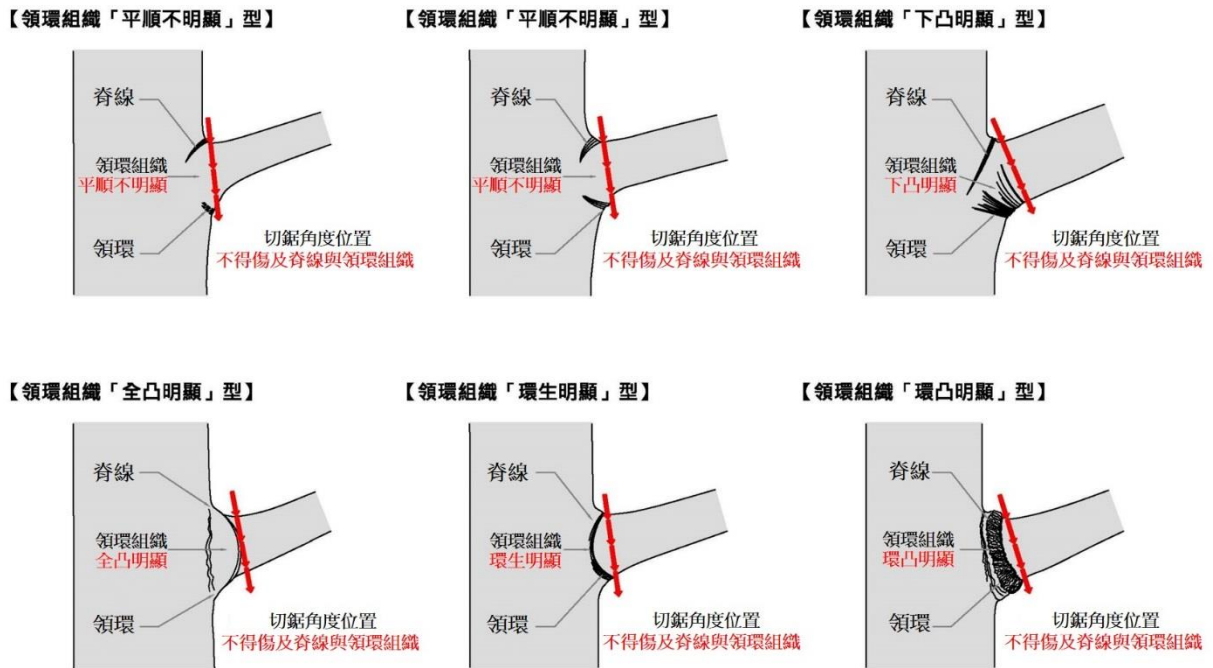 【領環組織「平順不明顯」型】
脊線
領環組織
平順不明顯
領環
切鋸角度位置
不得傷及脊線與領環組織
【領環組織「平順不明顯」型】
脊線
領環組織
平順不明顯
領環
切鋸角度位置
不得傷及脊線與領環組織
【領環組織「下凸明顯」型】
脊線
領環組織
下凸明顯
領環
切鋸角度位置
不得傷及脊線與領環組織
【領環組織「全凸明顯」型】
脊線
領環組織
全凸明顯
領環
切鋸角度位置
不得傷及脊線與領環組織
【領環組織「環生明顯」型】
脊線
領環組織
環生明顯
領環
切鋸角度位置
不得傷及脊線與領環組織
【領環組織「環凸明顯」型】
脊線
領環組織
環凸明顯
領環
切鋸角度位置
不得傷及脊線與領環組織